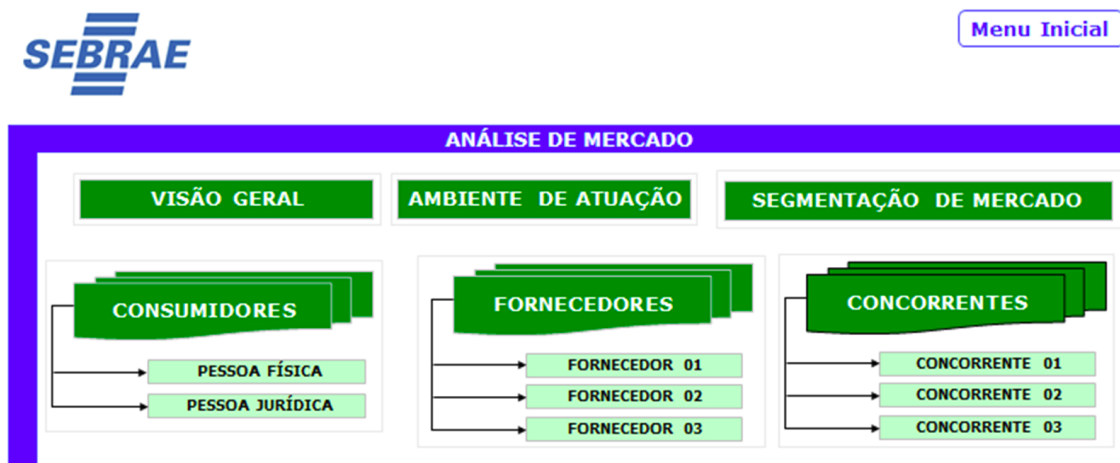 SEBRAE
Menu Inicial
ANÁLISE DE MERCADO
VISÃO GERAL
AMBIENTE DE ATUAÇÃO
SEGMENTAÇÃO DE MERCADO
CONSUMIDORES
PESSOA FÍSICA
PESSOA JURÍDICA
FORNECEDORES
FORNECEDOR 01
FORNECEDOR 02
FORNECEDOR 03
CONCORRENTES
CONCORRENTE 01
CONCORRENTE 02
CONCORRENTE 03